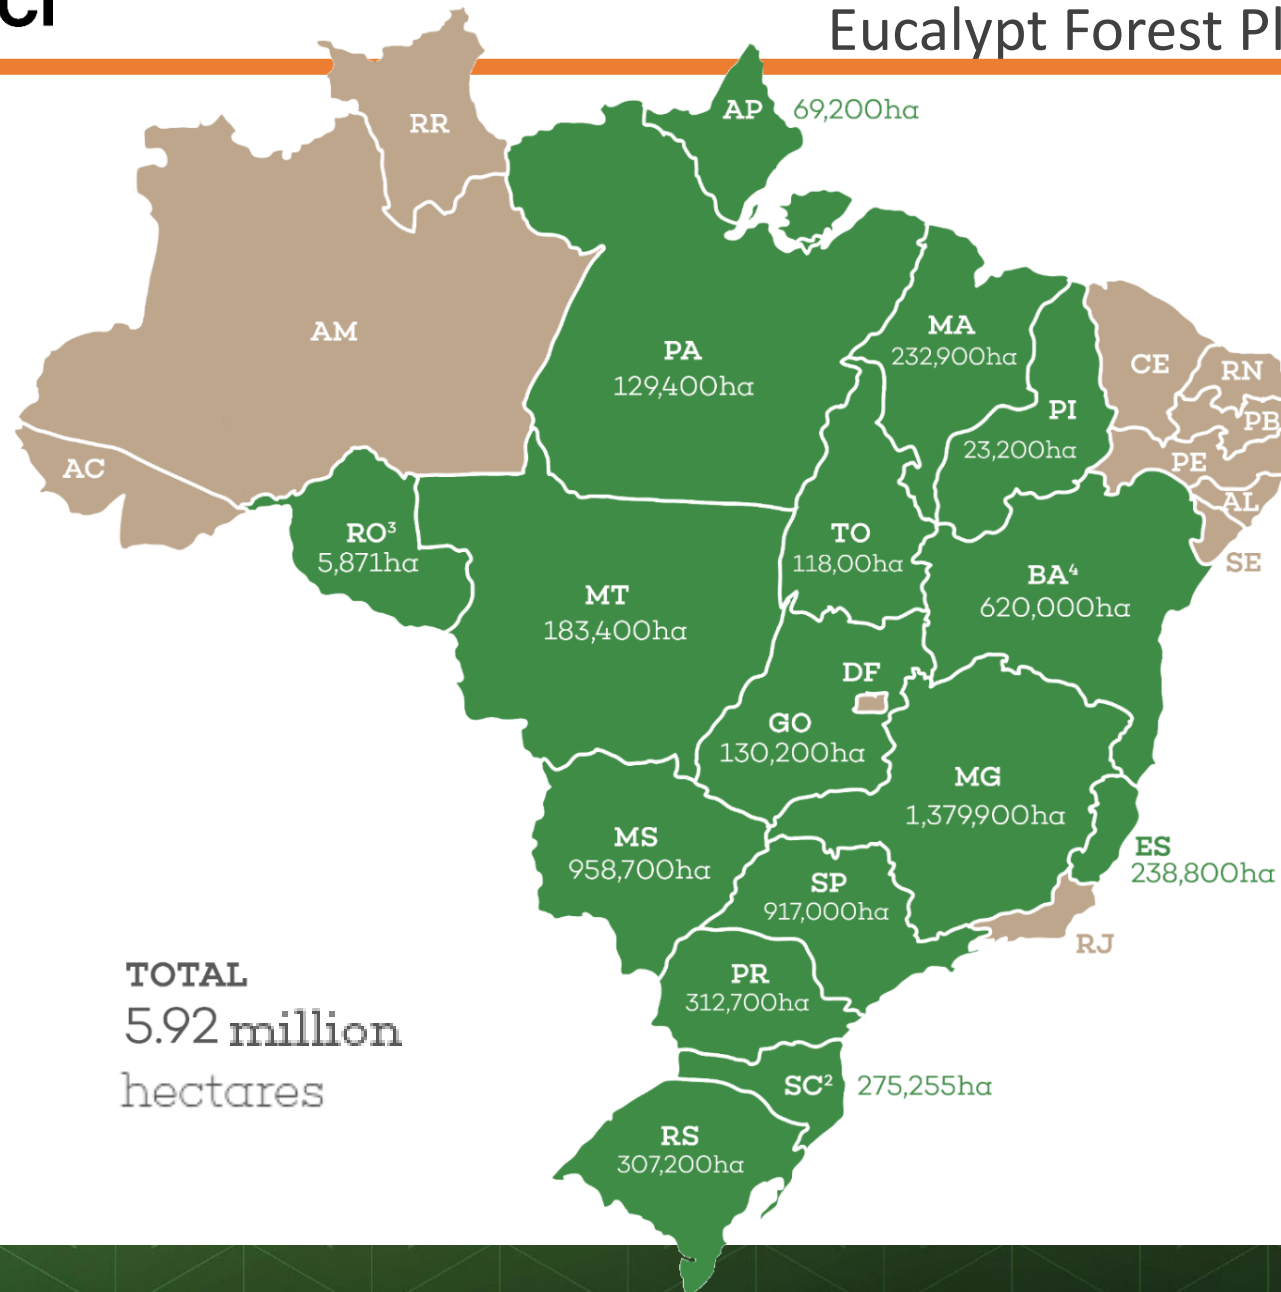 Eucalypt Forest Pl
RR
AP 69,200ha
AM
PA
129,400ha
MA
232,900ha
CE
RN
PI
23,200ha
PB
AC
PE
AL
RO³
5,871ha
TO
118,00ha
SE
MT
183,400ha
BA⁴
620,000ha
DF
GO
130,200ha
MG
1,379,900ha
MS
958,700ha
ES
238,800ha
SP
917,000ha
RJ
TOTAL
5.92 million
hectares
PR
312,700ha
SC² 275,255ha
RS
307,200ha